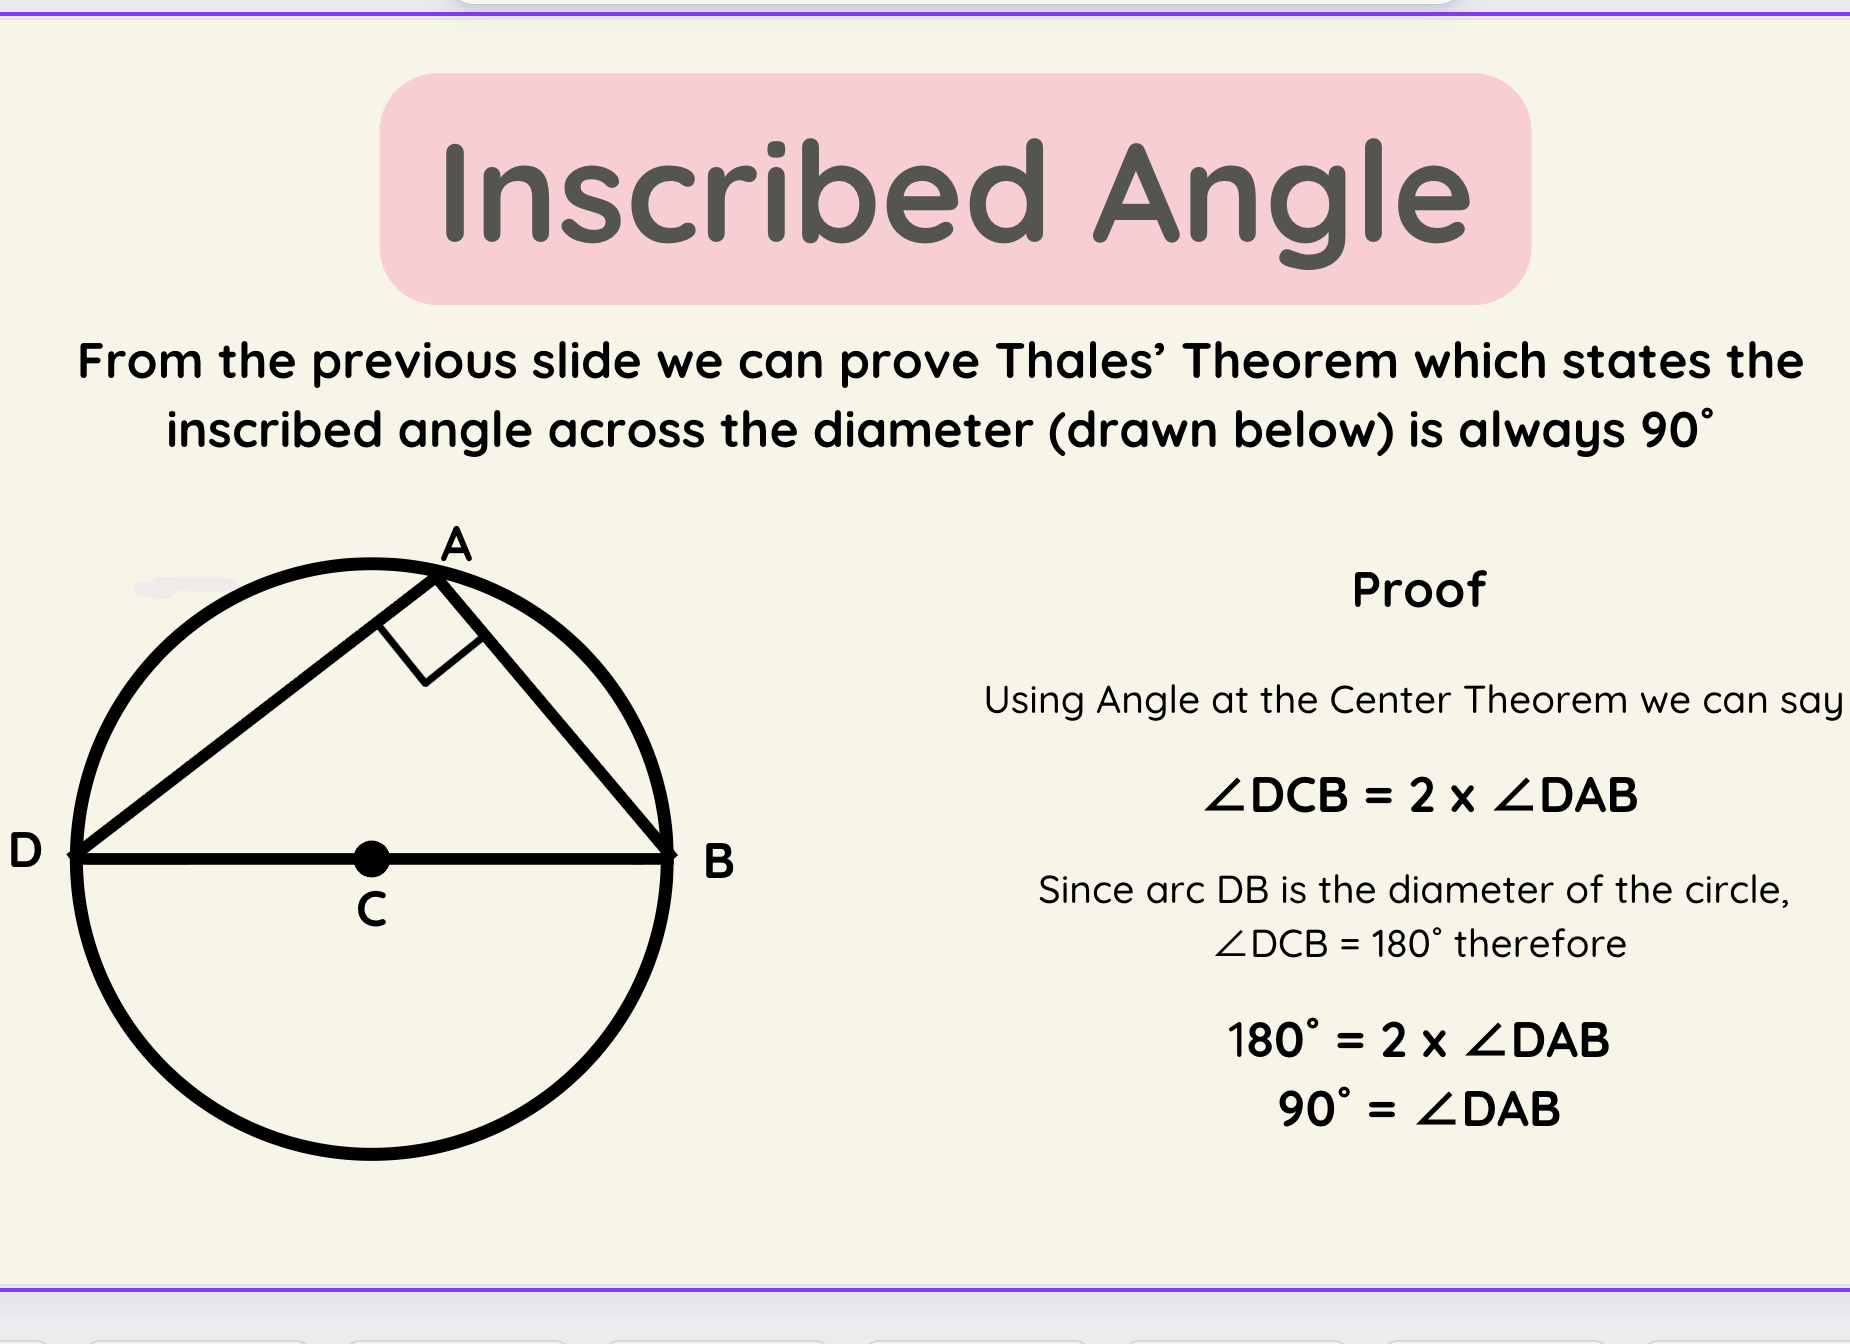 Inscribed Angle
From the previous slide we can prove Thales’ Theorem which states the
inscribed angle across the diameter (drawn below) is always 90°
A
D
B
C
Proof
Using Angle at the Center Theorem we can say
∠DCB = 2 x ∠DAB
Since arc DB is the diameter of the circle,
∠DCB = 180° therefore
180° = 2 x ∠DAB
90° = ∠DAB